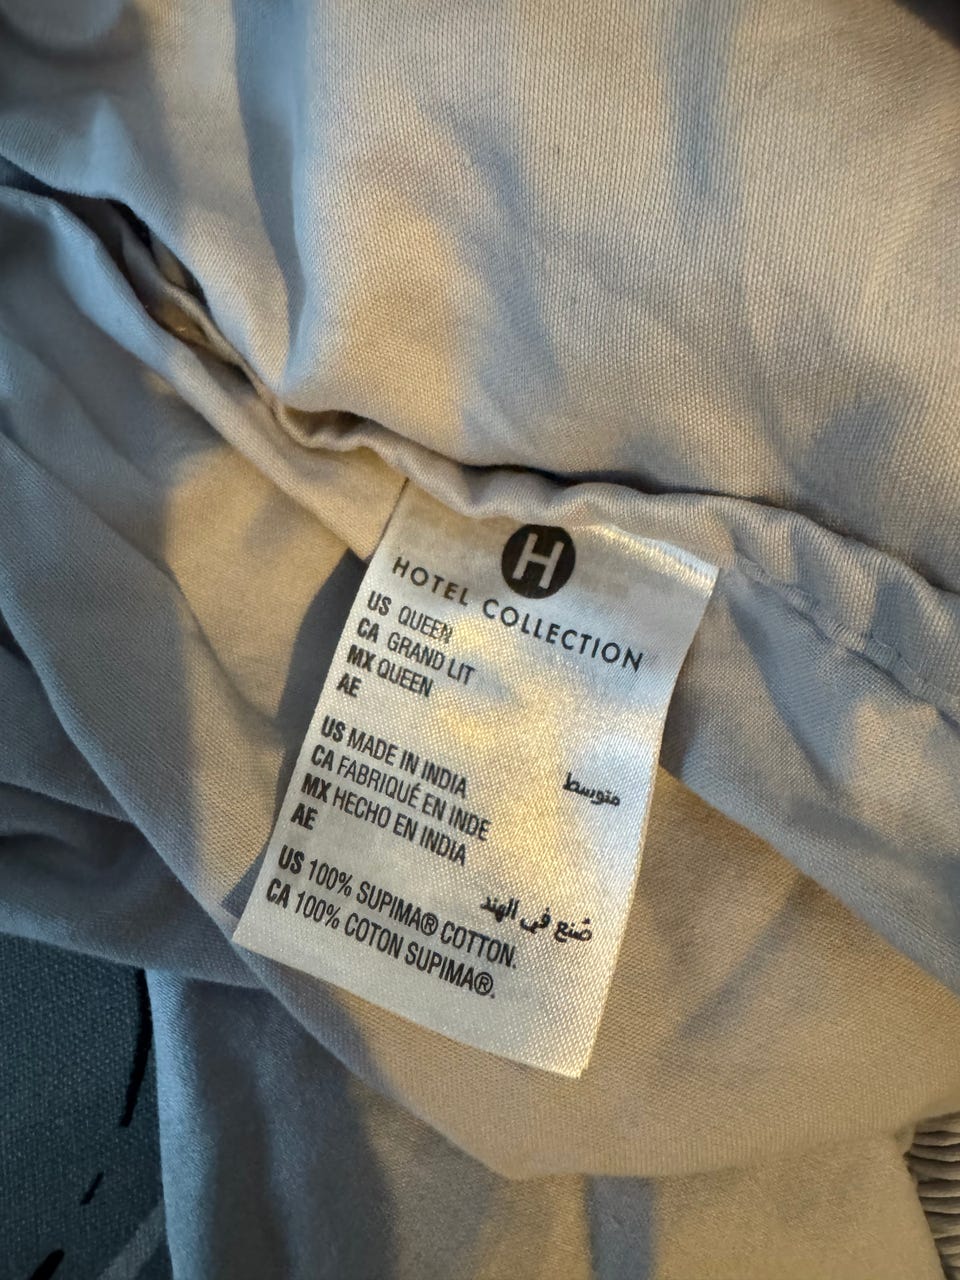 H
HOTEL COLLECTION
US QUEEN
CA GRAND LIT
MX QUEEN
AE متوسط
US MADE IN INDIA
CA FABRIQUÉ EN INDE
MX HECHO EN INDIA
AE صُنع في الهند
US 100% SUPIMA® COTTON.
CA 100% COTON SUPIMA®.